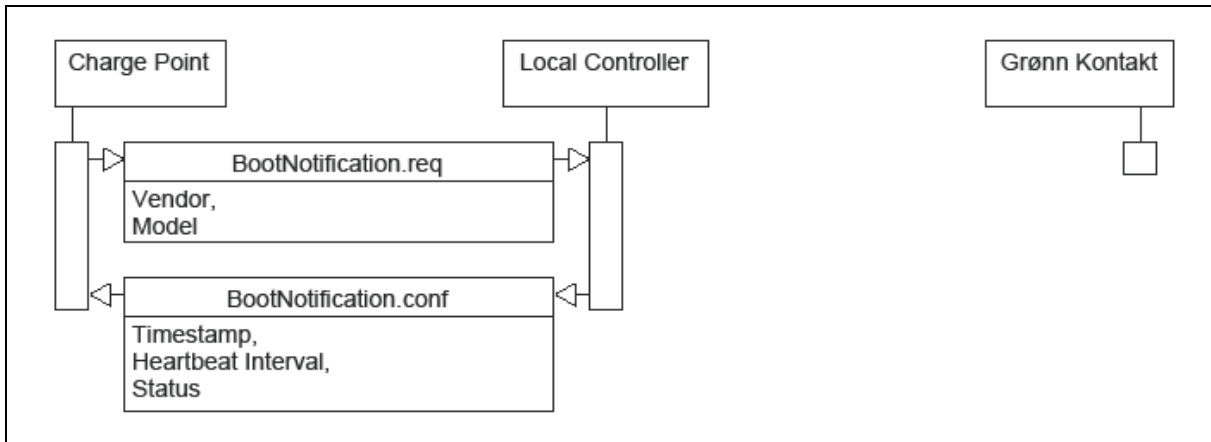 Charge Point
Local Controller
Grønn Kontakt
BootNotification.req
Vendor,
Model
BootNotification.conf
Timestamp,
Heartbeat Interval,
Status